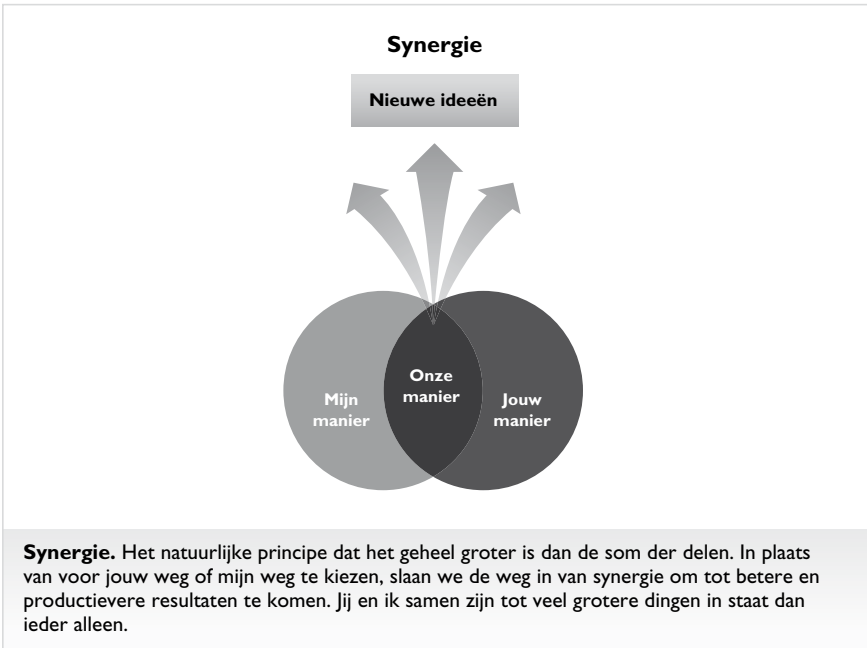 Synergie
Nieuwe ideeën
Onze
manier
Mijn
manier
Jouw
manier
Synergie. Het natuurlijke principe dat het geheel groter is dan de som der delen. In plaats
van voor jouw weg of mijn weg te kiezen, slaan we de weg in van synergie om tot betere en
productievere resultaten te komen. Jij en ik samen zijn tot veel grotere dingen in staat dan
ieder alleen.